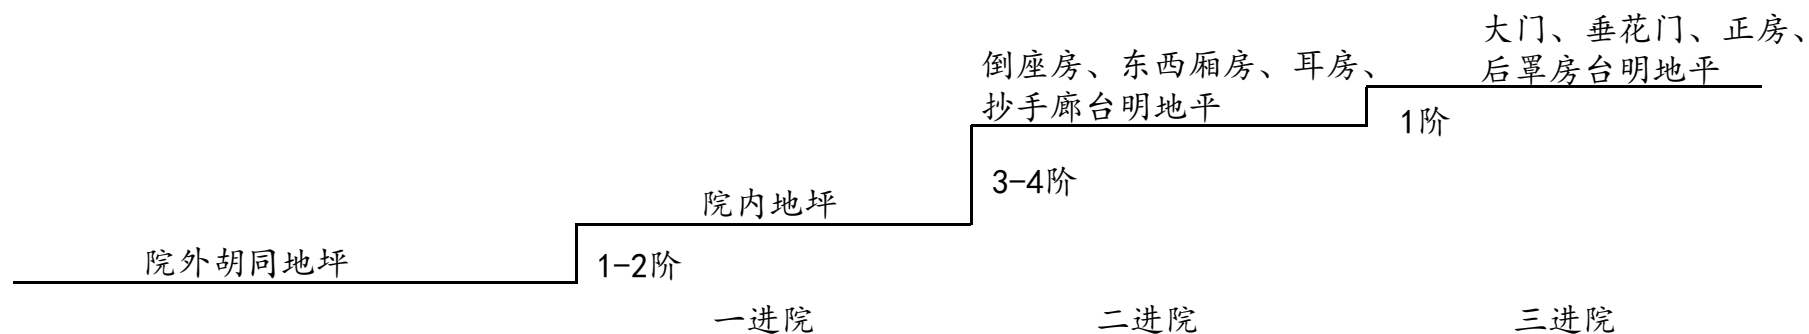 大门、垂花门、正房、
后罩房台明地平
倒座房、东西厢房、耳房、
抄手廊台明地平
1阶
3-4阶
院内地坪
院外胡同地坪
1-2阶
一进院
二进院
三进院